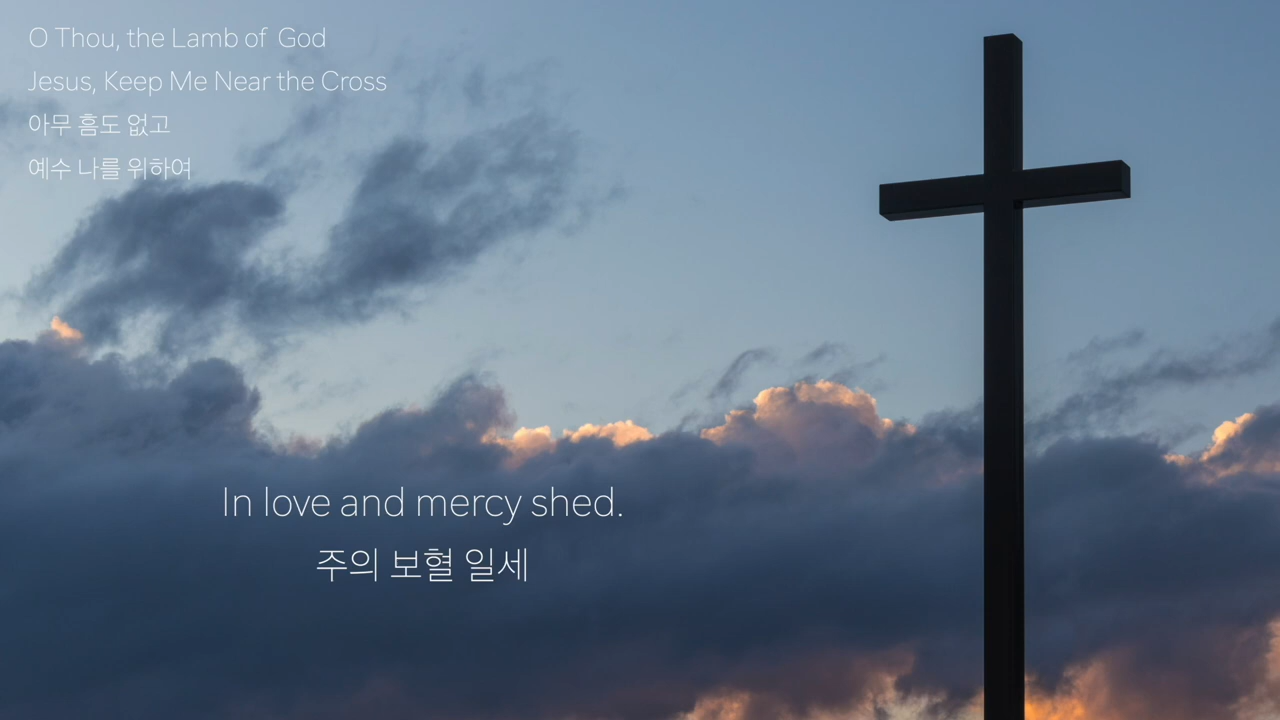 O Thou, the Lamb of God
Jesus, Keep Me Near the Cross
아무 흠도 없고
예수 나를 위하여
In love and mercy shed.
주의 보혈 일세